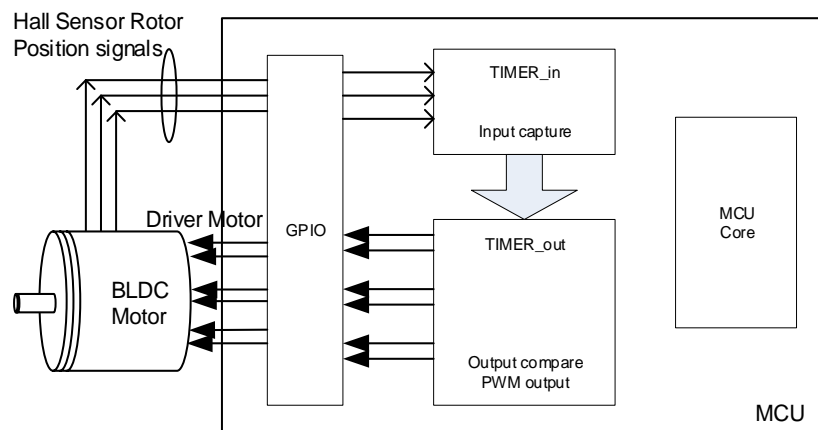 Hall Sensor Rotor
Position signals
TIMER_in
Input capture
Driver Motor
GPIO
TIMER_out
MCU
Core
BLDC
Motor
Output compare
PWM output
MCU